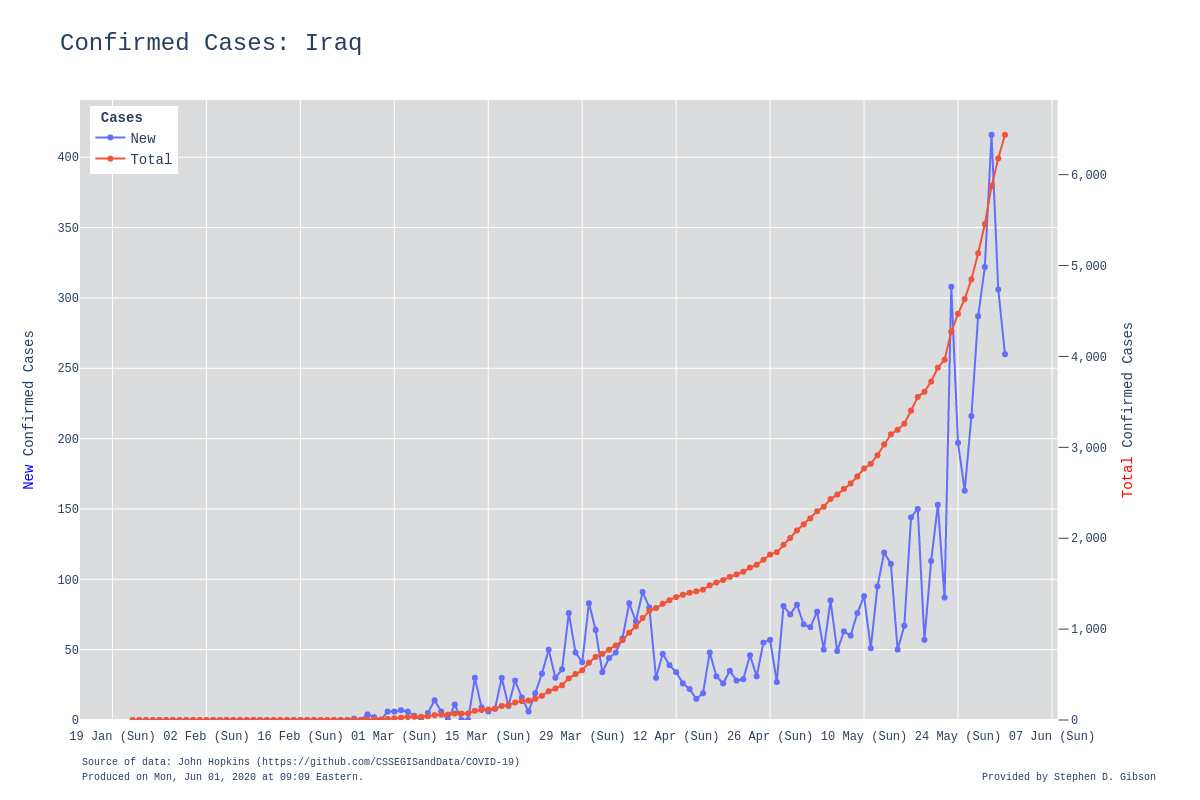 Confirmed Cases: Iraq
Cases
New
Total
400
350
300
250
200
150
100
50
0
6,000
5,000
4,000
3,000
2,000
1,000
0
New Confirmed Cases
Total Confirmed Cases
19 Jan (Sun) 02 Feb (Sun) 16 Feb (Sun) 01 Mar (Sun) 15 Mar (Sun) 29 Mar (Sun) 12 Apr (Sun) 26 Apr (Sun) 10 May (Sun) 24 May (Sun) 07 Jun (Sun)
Source of data: John Hopkins (https://github.com/CSSEGISandData/COVID-19)
Produced on Mon, Jun 01, 2020 at 09:09 Eastern.
Provided by Stephen D. Gibson